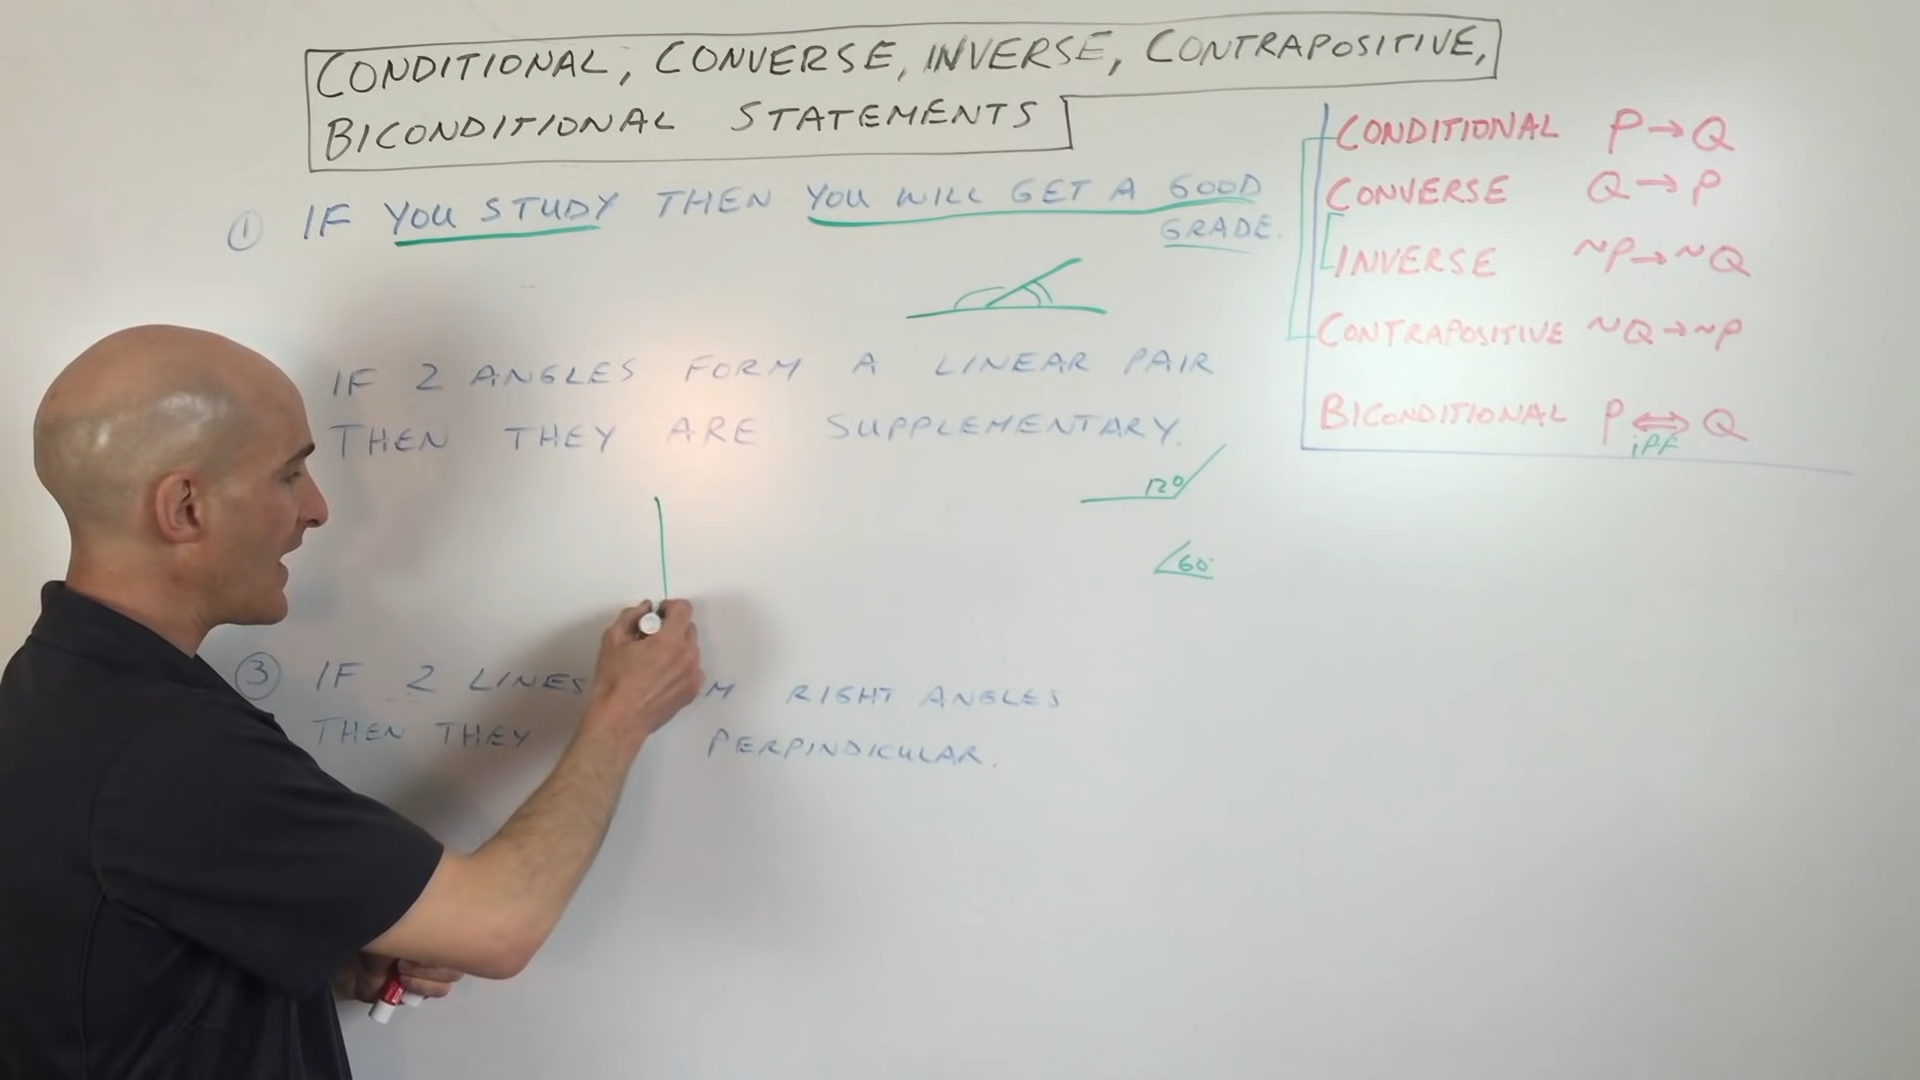 CONDITIONAL, CONVERSE, INVERSE, CONTRAPOSITIVE,
BICONDITIONAL STATEMENTS
① IF YOU STUDY THEN YOU WILL GET A GOOD
GRADE.
IF 2 ANGLES FORM A LINEAR PAIR
THEN THEY ARE SUPPLEMENTARY.
120
60°
③ IF 2 LINES RIGHT ANGLES
THEN THEY PERPINDICULAR.
CONDITIONAL P→Q
CONVERSE Q→P
INVERSE ~P→~Q
CONTRAPOSITIVE ~Q→~P
BICONDITIONAL P⟺Q
iff